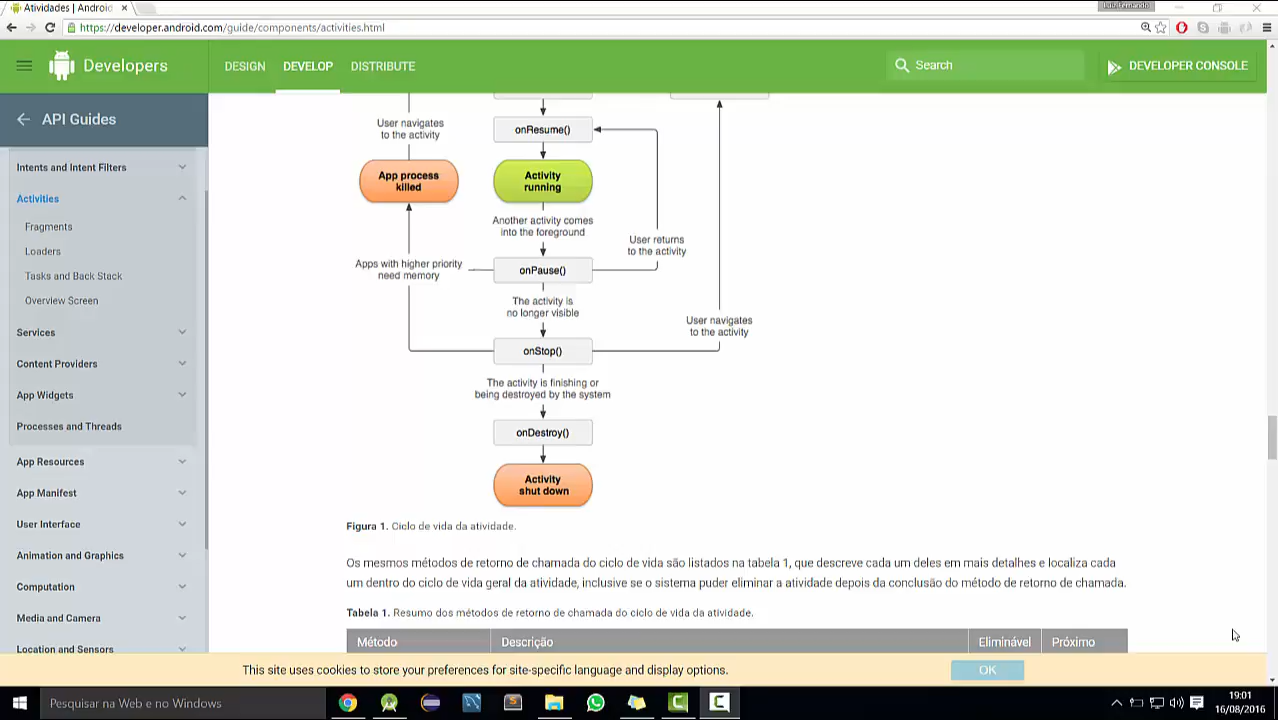 Atividades | Android
Luiz Fernando
https://developer.android.com/guide/components/activities.html
Developers
DESIGN
DEVELOP
DISTRIBUTE
Search
DEVELOPER CONSOLE
API Guides
Intents and Intent Filters
Activities
Fragments
Loaders
Tasks and Back Stack
Overview Screen
Services
Content Providers
App Widgets
Processes and Threads
App Resources
App Manifest
User Interface
Animation and Graphics
Computation
Media and Camera
Location and Sensors
User navigates
to the activity
onResume()
App process
killed
Activity
running
Another activity comes
into the foreground
User returns
to the activity
Apps with higher priority
need memory
onPause()
The activity is
no longer visible
User navigates
to the activity
onStop()
The activity is finishing or
being destroyed by the system
onDestroy()
Activity
shut down
Figura 1. Ciclo de vida da atividade.
Os mesmos métodos de retorno de chamada do ciclo de vida são listados na tabela 1, que descreve cada um deles em mais detalhes e localiza cada
um dentro do ciclo de vida geral da atividade, inclusive se o sistema puder eliminar a atividade depois da conclusão do método de retorno de chamada.
Tabela 1. Resumo dos métodos de retorno de chamada do ciclo de vida da atividade.
Método Descrição Eliminável Próximo
This site uses cookies to store your preferences for site-specific language and display options.
OK
Pesquisar na Web e no Windows
19:01
16/08/2016